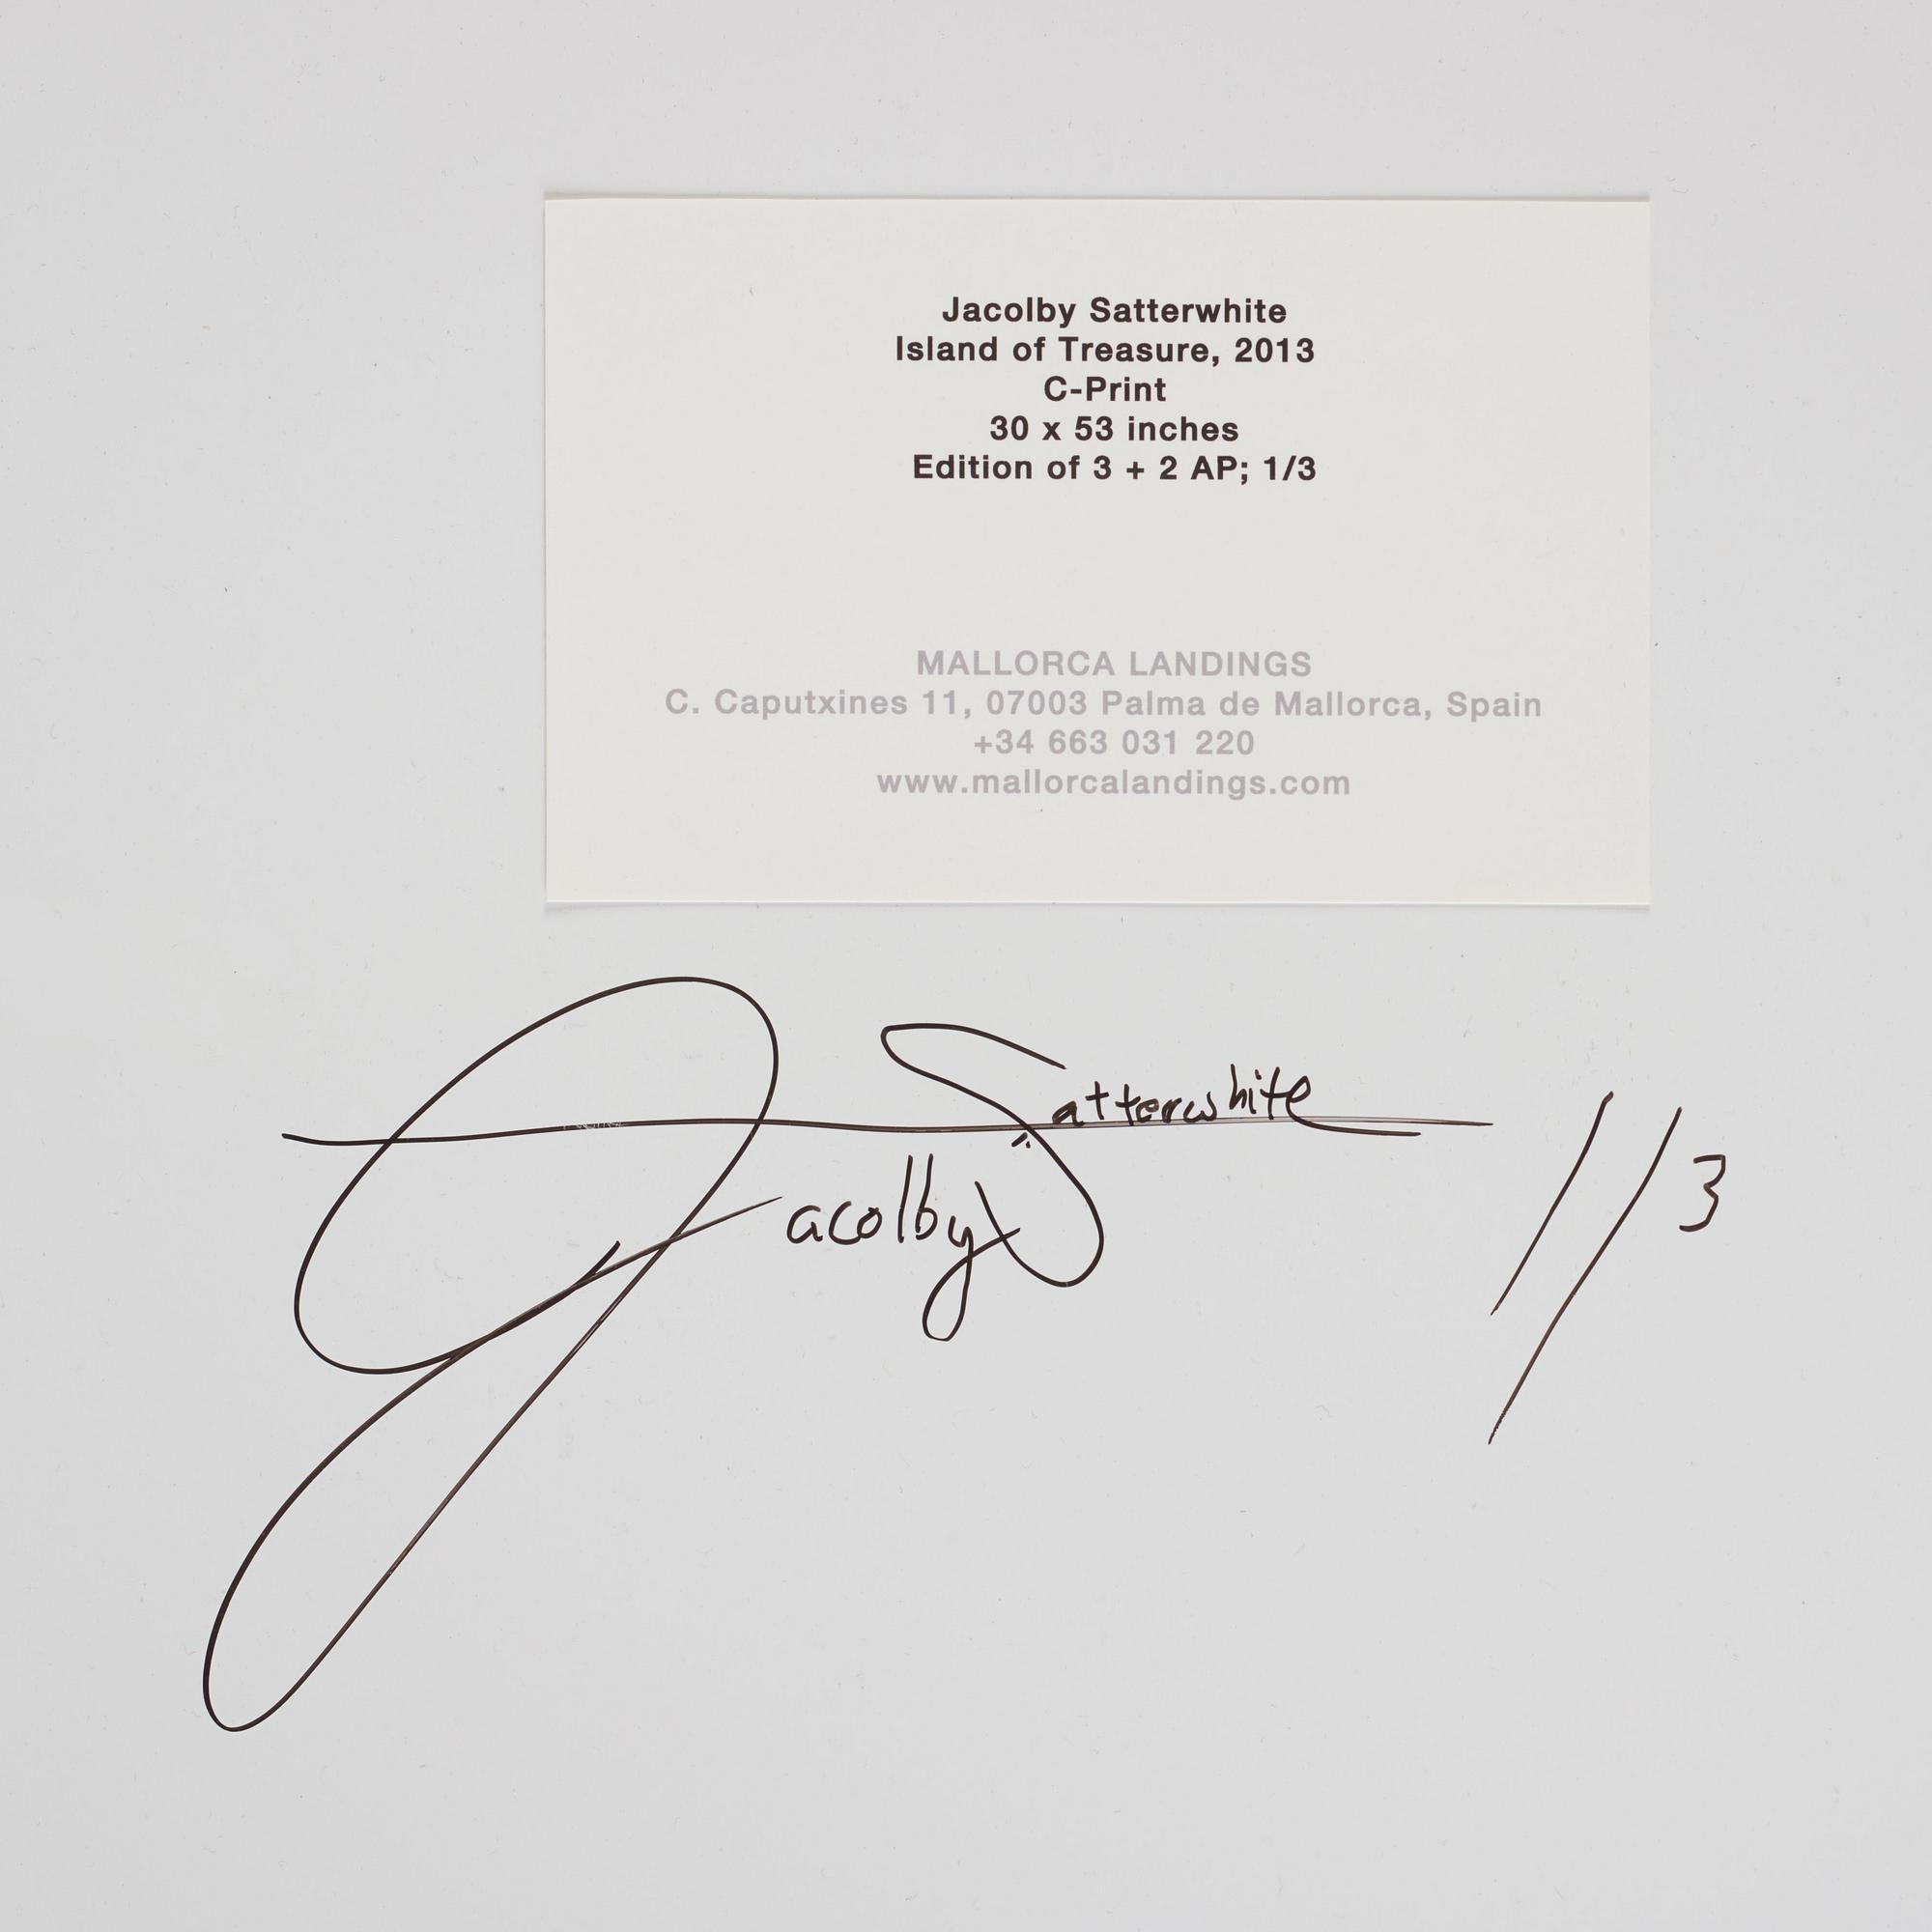 Jacolby Satterwhite
Island of Treasure, 2013
C-Print
30 x 53 inches
Edition of 3 + 2 AP; 1/3
MALLORCA LANDINGS
C. Caputxines 11, 07003 Palma de Mallorca, Spain
+34 663 031 220
www.mallorcalandings.com
Jacolby Satterwhite 1/3